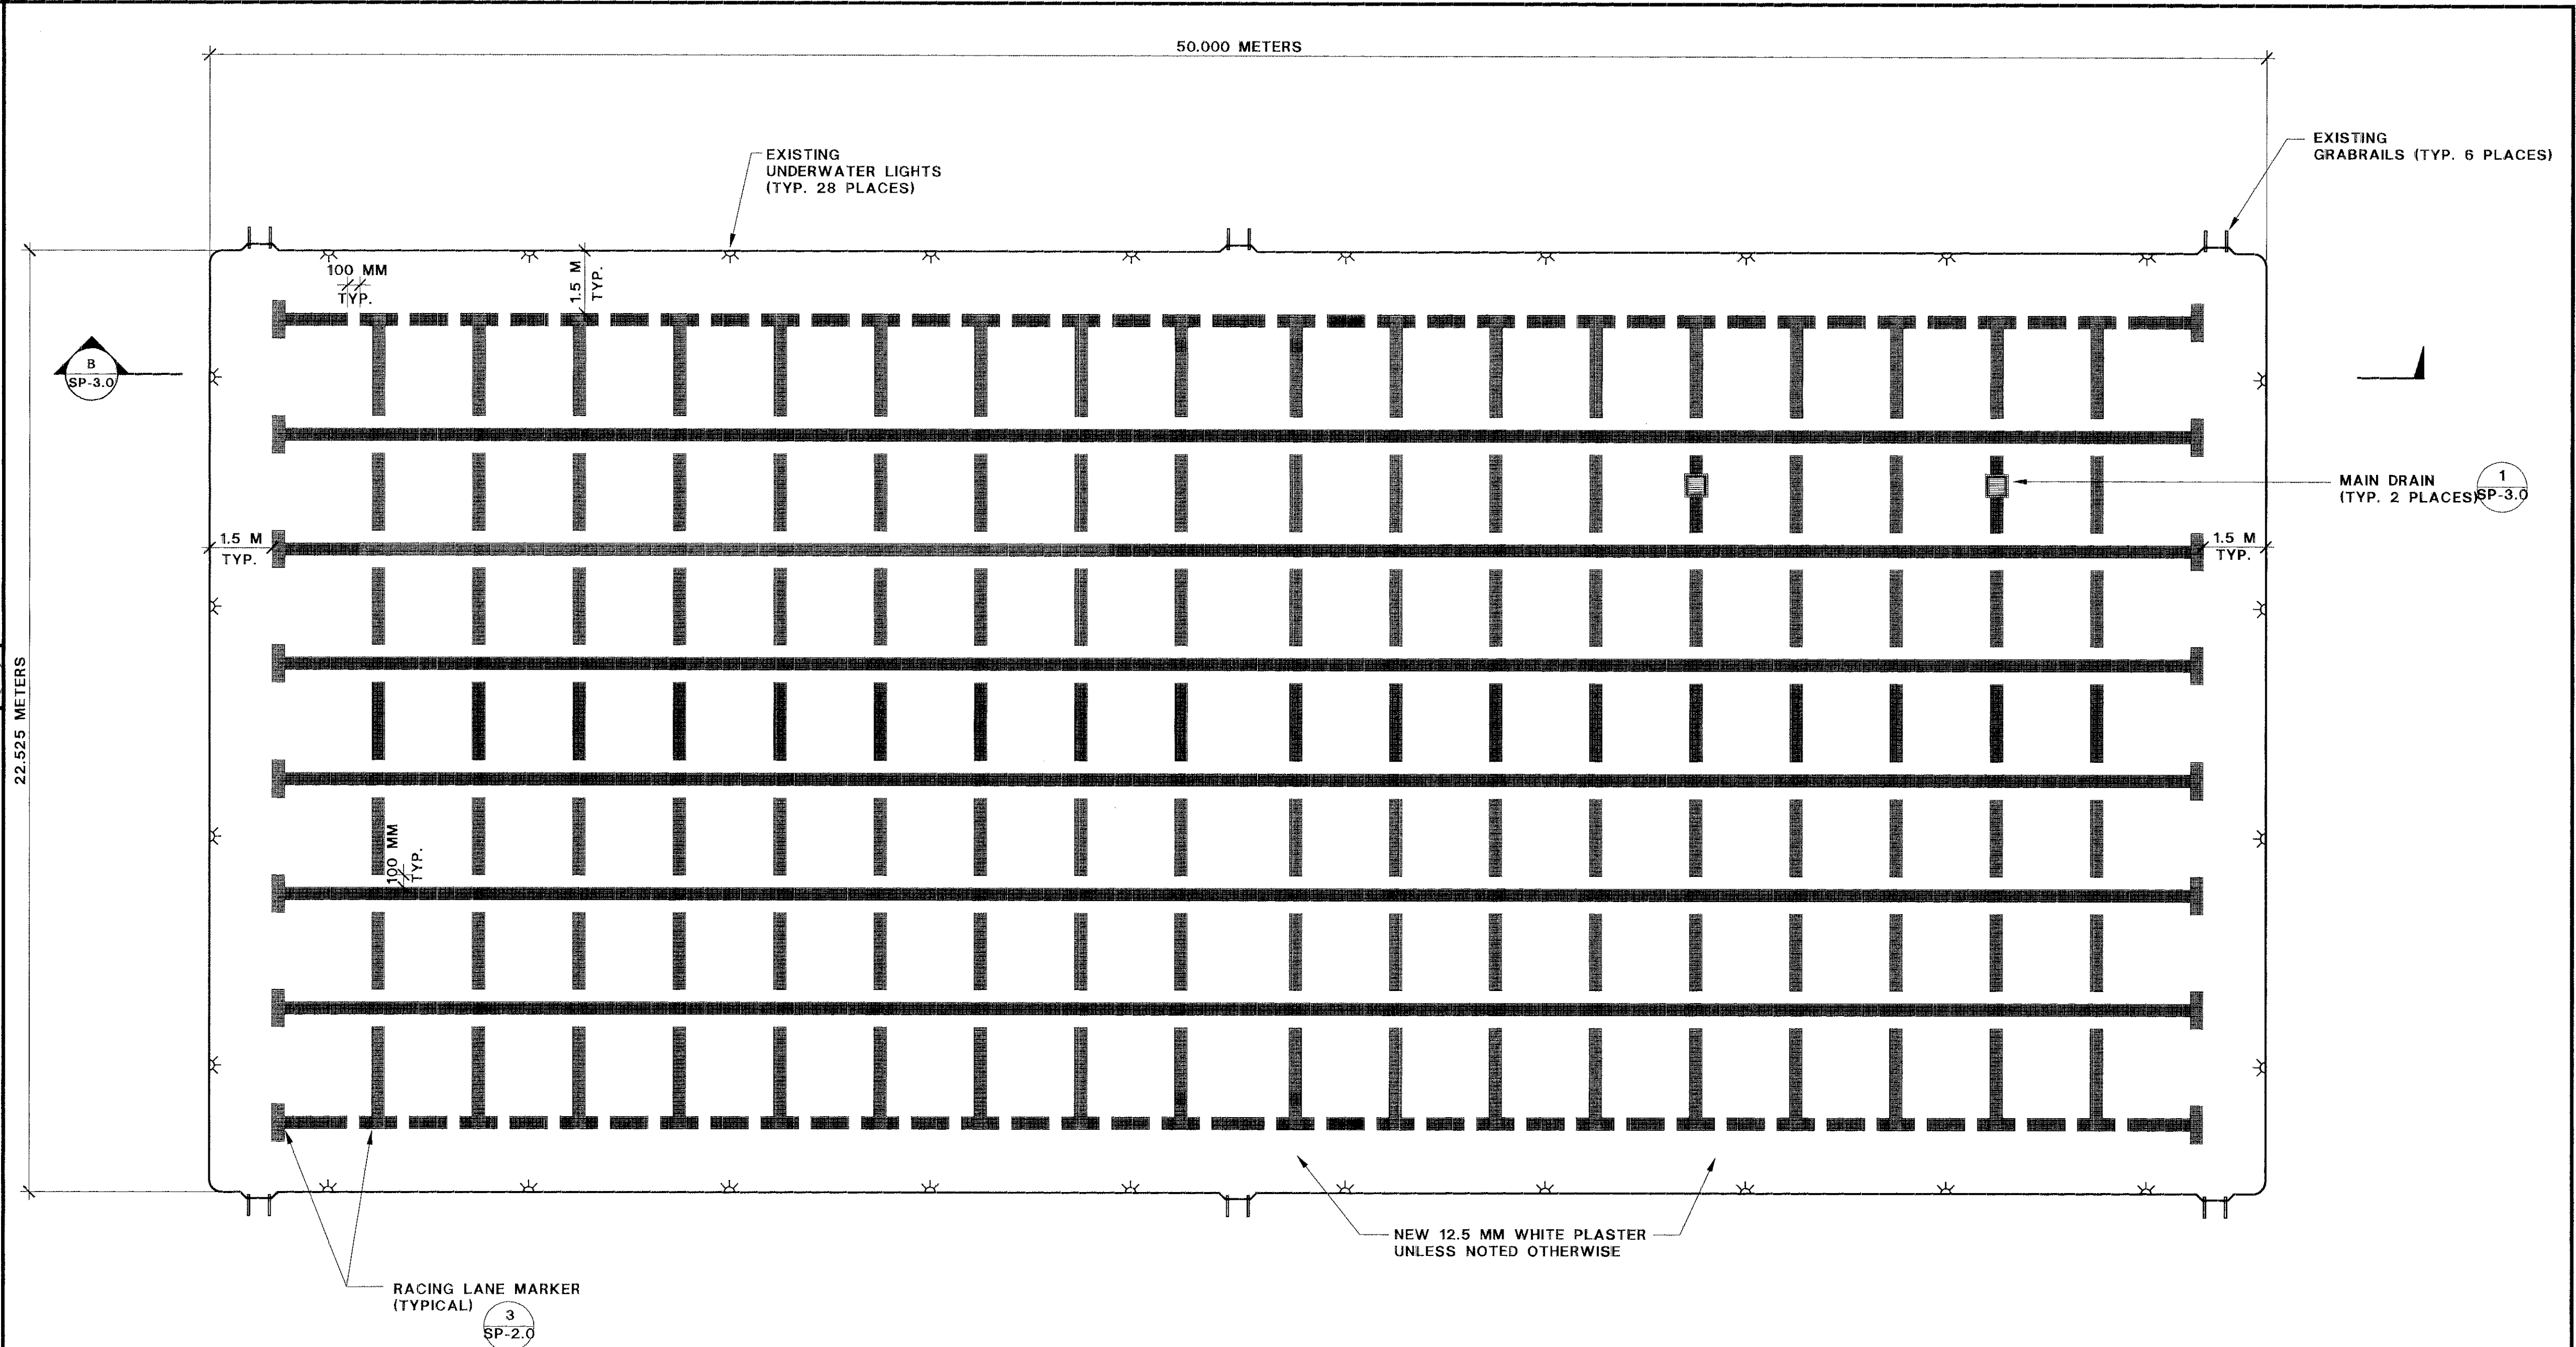 50.000 METERS
EXISTING
UNDERWATER LIGHTS
(TYP. 28 PLACES)
EXISTING
GRABRAILS (TYP. 6 PLACES)
100 MM
TYP.
1.5 M
TYP.
B
SP-3.0
MAIN DRAIN
(TYP. 2 PLACES)
1
SP-3.0
1.5 M
TYP.
1.5 M
TYP.
22.525 METERS
100 MM
TYP.
NEW 12.5 MM WHITE PLASTER
UNLESS NOTED OTHERWISE
RACING LANE MARKER
(TYPICAL)
3
SP-2.0